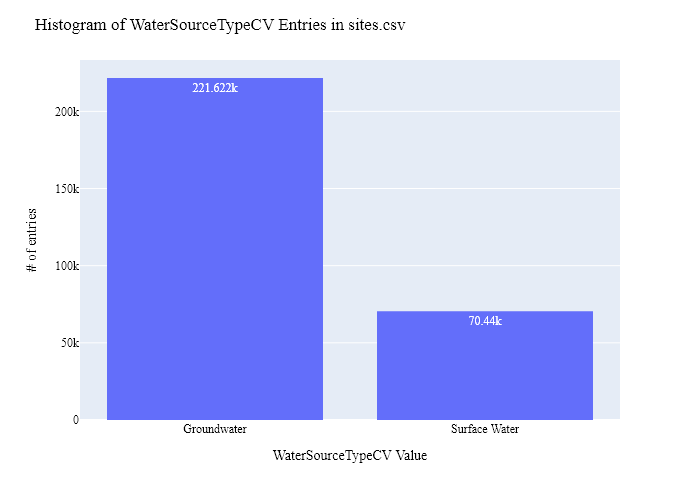 Histogram of WaterSourceTypeCV Entries in sites.csv
221.622k
70.44k
200k
150k
100k
50k
0
# of entries
Groundwater
Surface Water
WaterSourceTypeCV Value